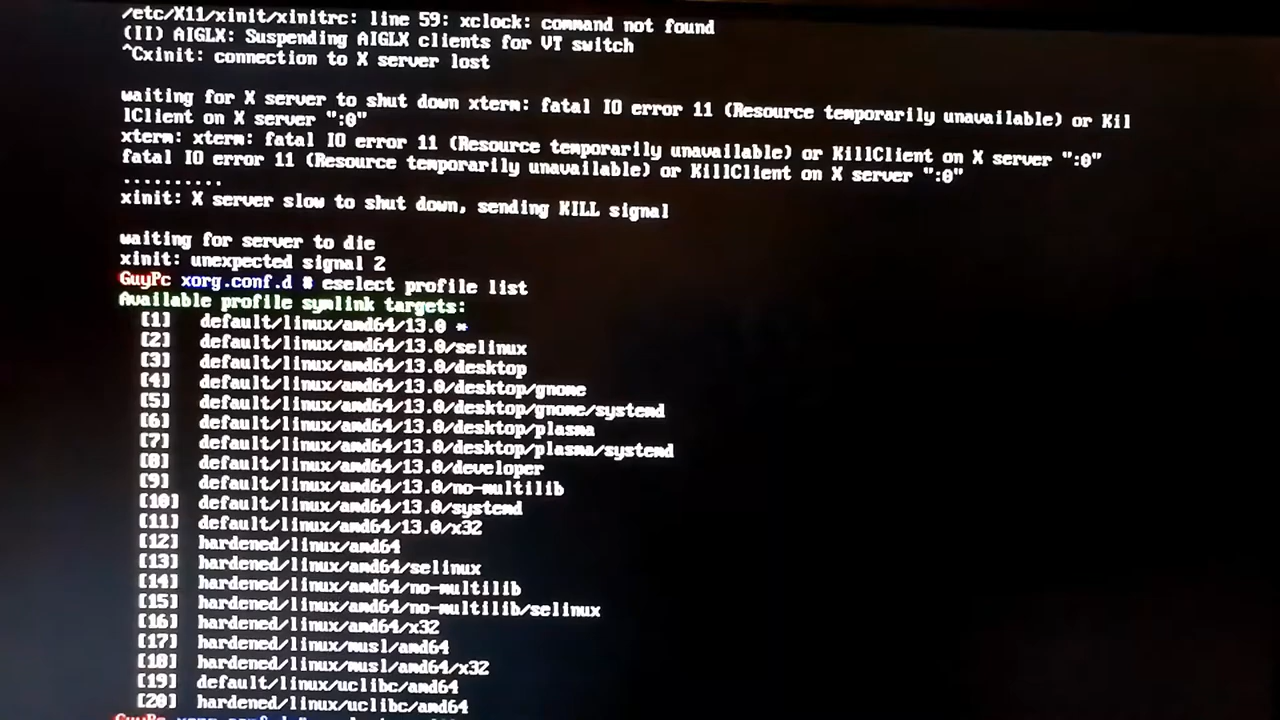 /etc/X11/xinit/xinitrc: line 59: xclock: command not found
(II) AIGLX: Suspending AIGLX clients for VT switch
^Cxinit: connection to X server lost
waiting for X server to shut down xterm: fatal IO error 11 (Resource temporarily unavailable) or Kil
lClient on X server ":0"
xterm: xterm: fatal IO error 11 (Resource temporarily unavailable) or KillClient on X server ":0"
fatal IO error 11 (Resource temporarily unavailable) or KillClient on X server ":0"
..........
xinit: X server slow to shut down, sending KILL signal
waiting for server to die
xinit: unexpected signal 2
GuyPc xorg.conf.d # eselect profile list
Available profile symlink targets:
[1] default/linux/amd64/13.0 *
[2] default/linux/amd64/13.0/selinux
[3] default/linux/amd64/13.0/desktop
[4] default/linux/amd64/13.0/desktop/gnome
[5] default/linux/amd64/13.0/desktop/gnome/systemd
[6] default/linux/amd64/13.0/desktop/plasma
[7] default/linux/amd64/13.0/desktop/plasma/systemd
[8] default/linux/amd64/13.0/developer
[9] default/linux/amd64/13.0/no-multilib
[10] default/linux/amd64/13.0/systemd
[11] default/linux/amd64/13.0/x32
[12] hardened/linux/amd64
[13] hardened/linux/amd64/selinux
[14] hardened/linux/amd64/no-multilib
[15] hardened/linux/amd64/no-multilib/selinux
[16] hardened/linux/amd64/x32
[17] hardened/linux/musl/amd64
[18] hardened/linux/musl/amd64/x32
[19] default/linux/uclibc/amd64
[20] hardened/linux/uclibc/amd64
GuyPc xorg.conf.d #